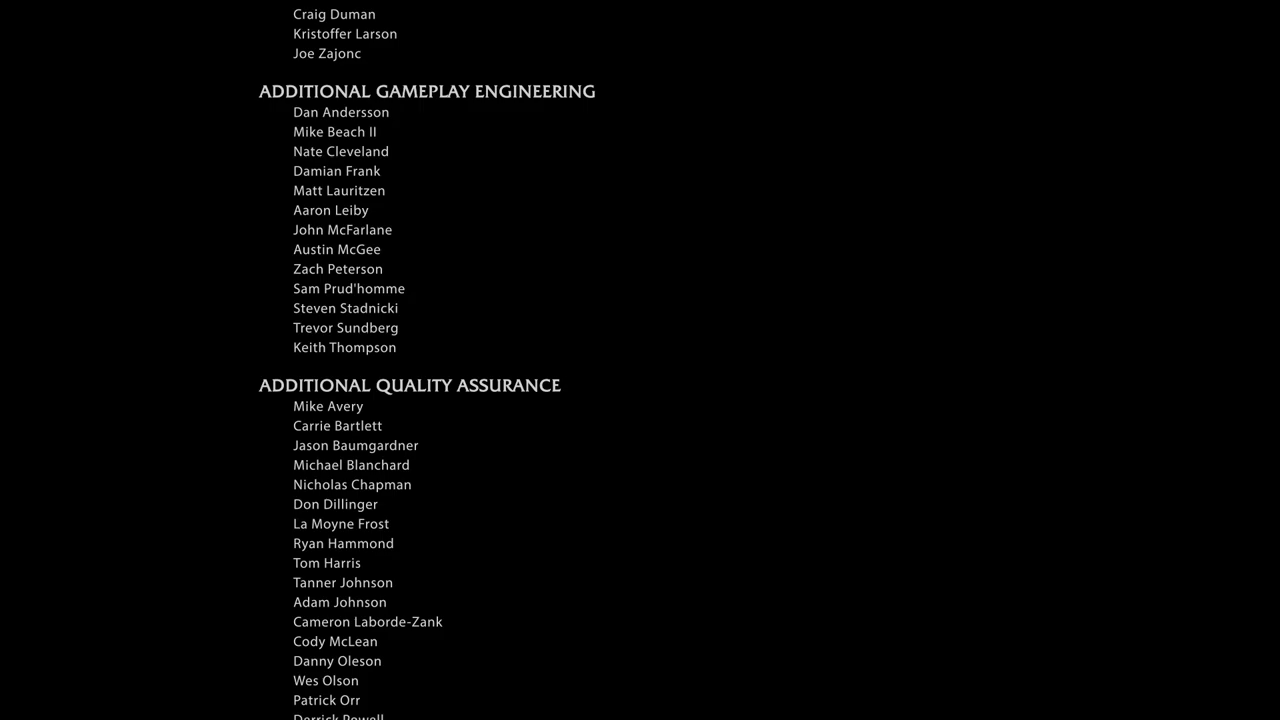 Craig Duman
Kristoffer Larson
Joe Zajonc
ADDITIONAL GAMEPLAY ENGINEERING
Dan Andersson
Mike Beach II
Nate Cleveland
Damian Frank
Matt Lauritzen
Aaron Leiby
John McFarlane
Austin McGee
Zach Peterson
Sam Prud'homme
Steven Stadnicki
Trevor Sundberg
Keith Thompson
ADDITIONAL QUALITY ASSURANCE
Mike Avery
Carrie Bartlett
Jason Baumgardner
Michael Blanchard
Nicholas Chapman
Don Dillinger
La Moyne Frost
Ryan Hammond
Tom Harris
Tanner Johnson
Adam Johnson
Cameron Laborde-Zank
Cody McLean
Danny Oleson
Wes Olson
Patrick Orr
Derrick Powell